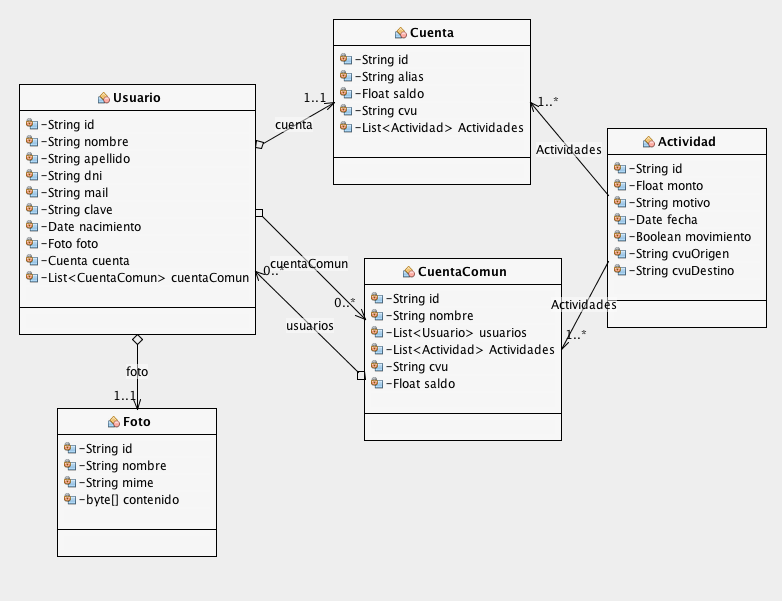 Cuenta
-String id
-String alias
-Float saldo
-String cvu
-List<Actividad> Actividades
Usuario
-String id
-String nombre
-String apellido
-String dni
-String mail
-String clave
-Date nacimiento
-Foto foto
-Cuenta cuenta
-List<CuentaComun> cuentaComun
1..1
cuenta
1..*
Actividades
Actividad
-String id
-Float monto
-String motivo
-Date fecha
-Boolean movimiento
-String cvuOrigen
-String cvuDestino
cuentaComun
0..*
0..*
usuarios
CuentaComun
-String id
-String nombre
-List<Usuario> usuarios
-List<Actividad> Actividades
-String cvu
-Float saldo
Actividades
1..*
foto
1..1
Foto
-String id
-String nombre
-String mime
-byte[] contenido